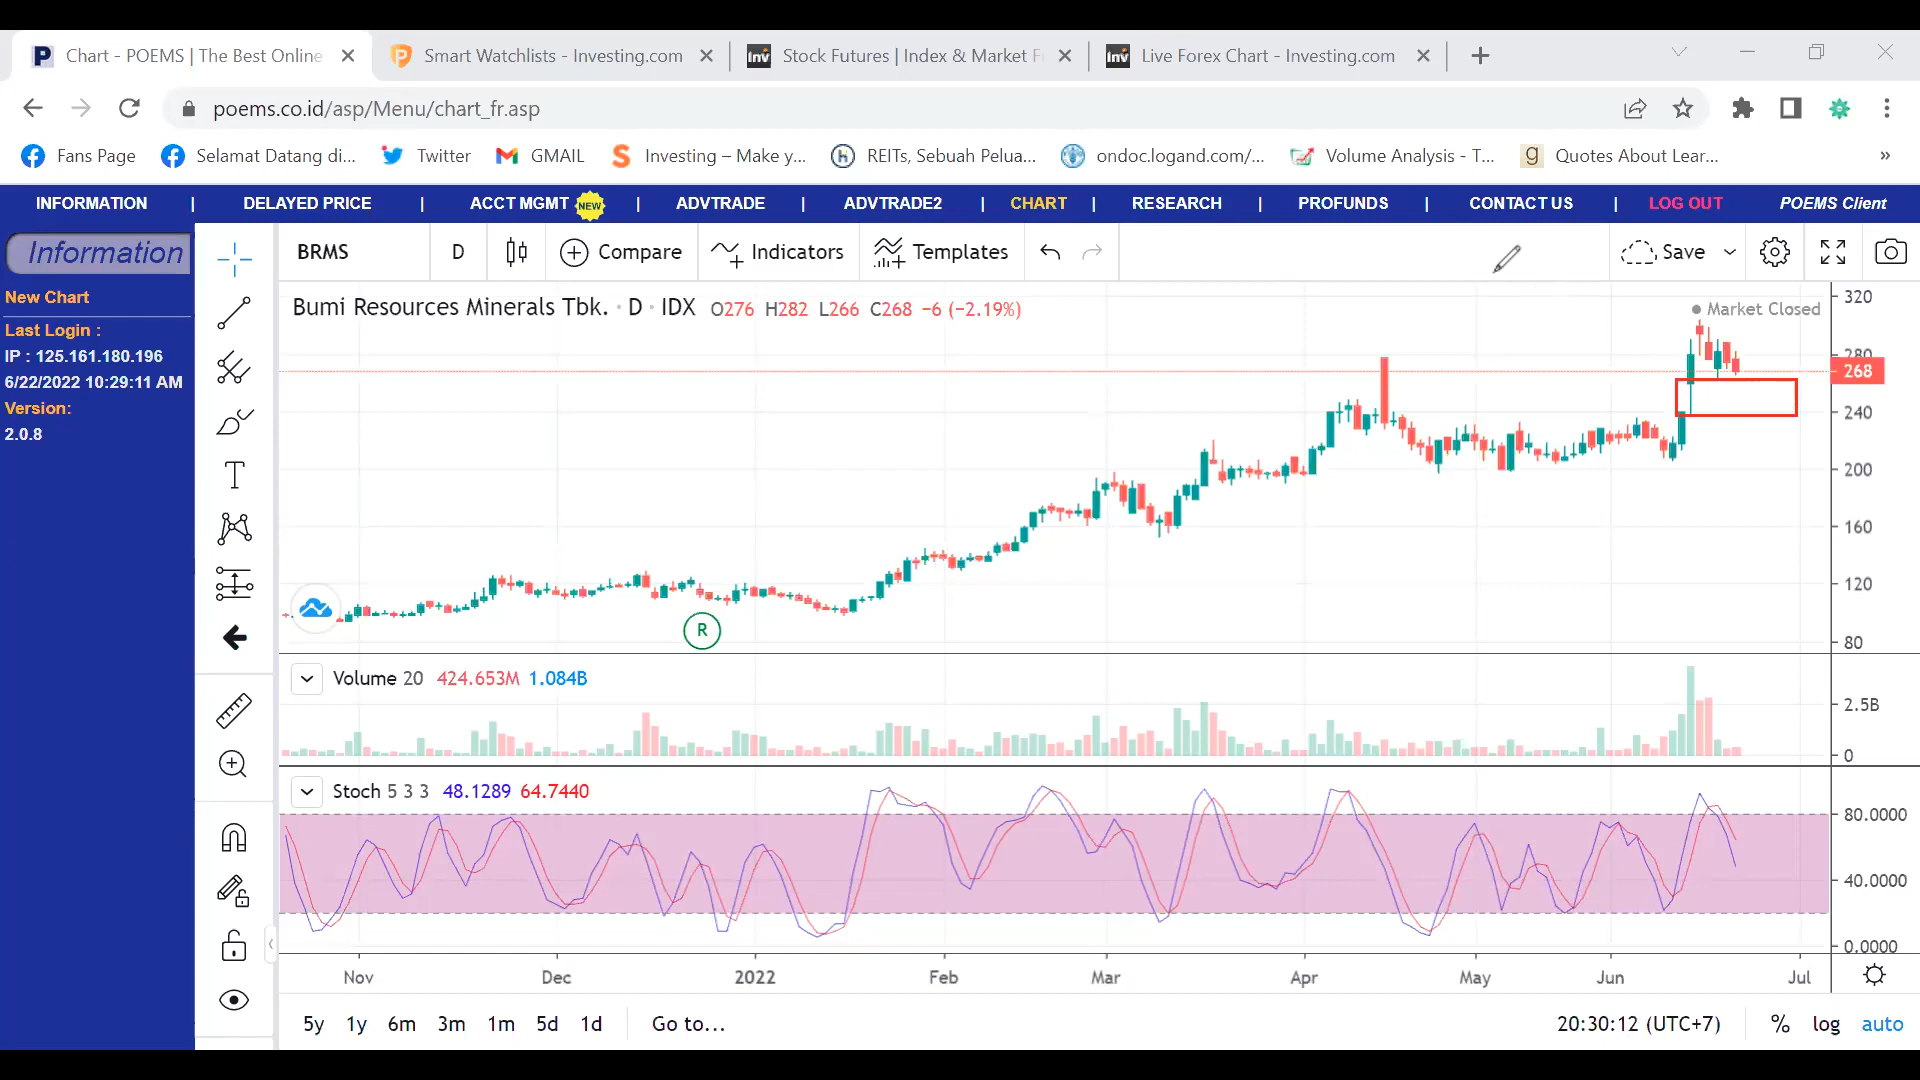 Chart - POEMS | The Best Online
Smart Watchlists - Investing.com
Stock Futures | Index & Market F
Live Forex Chart - Investing.com
poems.co.id/asp/Menu/chart_fr.asp
Fans Page
Selamat Datang di...
Twitter
GMAIL
Investing – Make y...
REITs, Sebuah Pelua...
ondoc.logand.com/...
Volume Analysis - T...
Quotes About Lear...
»
INFORMATION | DELAYED PRICE | ACCT MGMT NEW | ADVTRADE | ADVTRADE2 | CHART | RESEARCH | PROFUNDS | CONTACT US | LOG OUT POEMS Client
Information
New Chart
Last Login :
IP : 125.161.180.196
6/22/2022 10:29:11 AM
Version:
2.0.8
BRMS D Compare Indicators Templates Save
Bumi Resources Minerals Tbk. · D · IDX O276 H282 L266 C268 −6 (−2.19%)
Market Closed
320
280
268
240
200
160
120
80
R
Volume 20 424.653M 1.084B
2.5B
0
Stoch 5 3 3 48.1289 64.7440
80.0000
40.0000
0.0000
Nov Dec 2022 Feb Mar Apr May Jun Jul
5y 1y 6m 3m 1m 5d 1d Go to... 20:30:12 (UTC+7) % log auto